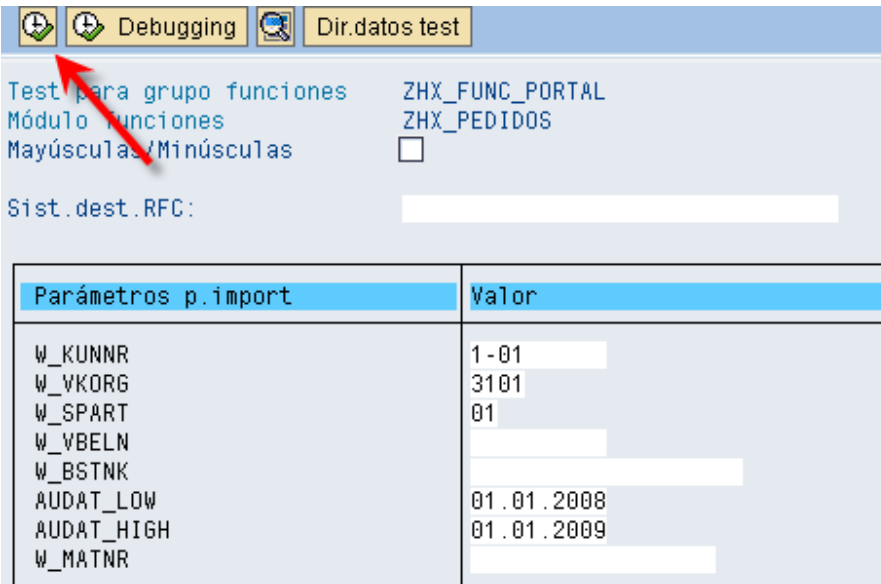 Debugging Dir.datos test
Test para grupo funciones ZHX_FUNC_PORTAL
Módulo funciones ZHX_PEDIDOS
Mayúsculas/Minúsculas
Sist.dest.RFC:
Parámetros p.import Valor
W_KUNNR 1-01
W_VKORG 3101
W_SPART 01
W_VBELN
W_BSTNK
AUDAT_LOW 01.01.2008
AUDAT_HIGH 01.01.2009
W_MATNR